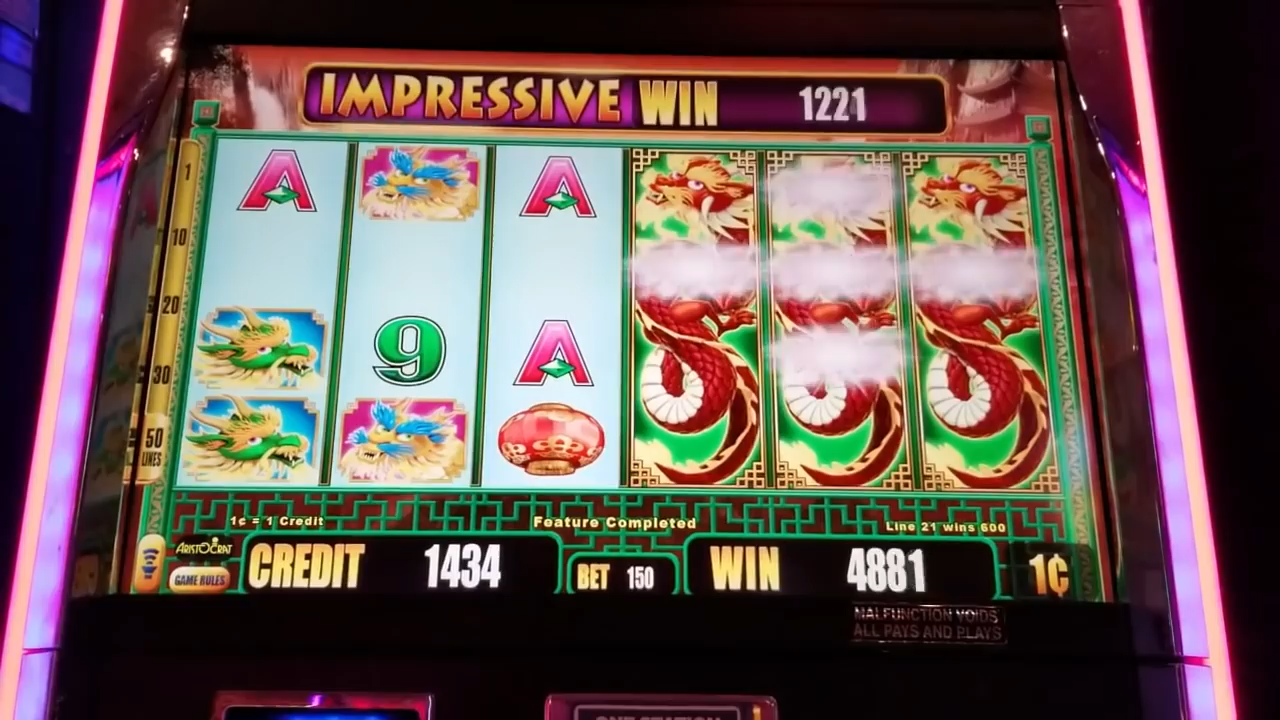 IMPRESSIVE WIN 1221
A A
1
10
20
30
50
LINES
9 A
1¢ = 1 Credit Feature Completed Line 21 wins 600
ARISTOCRAT
GAME RULES
CREDIT 1434 BET 150 WIN 4881 1¢
MALFUNCTION VOIDS
ALL PAYS AND PLAYS